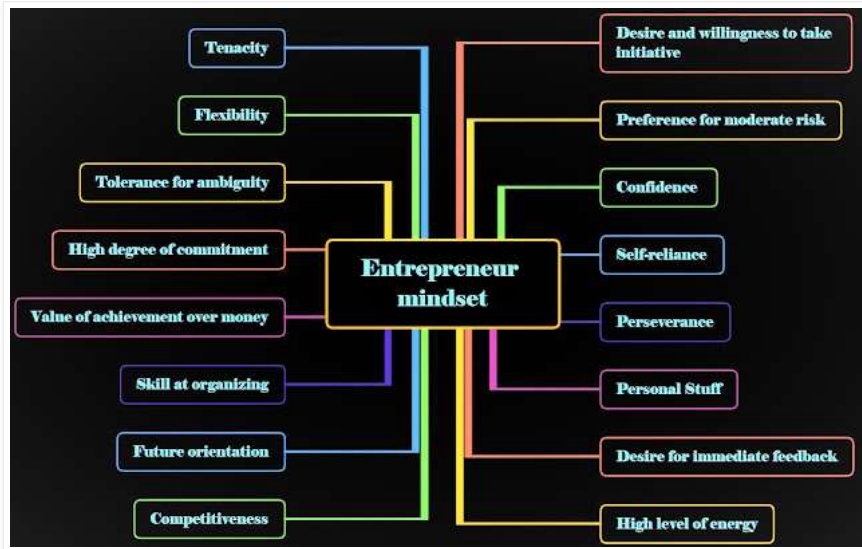 Tenacity
Flexibility
Tolerance for ambiguity
High degree of commitment
Value of achievement over money
Skill at organizing
Future orientation
Competitiveness
Entrepreneur
mindset
Desire and willingness to take
initiative
Preference for moderate risk
Confidence
Self-reliance
Perseverance
Personal Stuff
Desire for immediate feedback
High level of energy